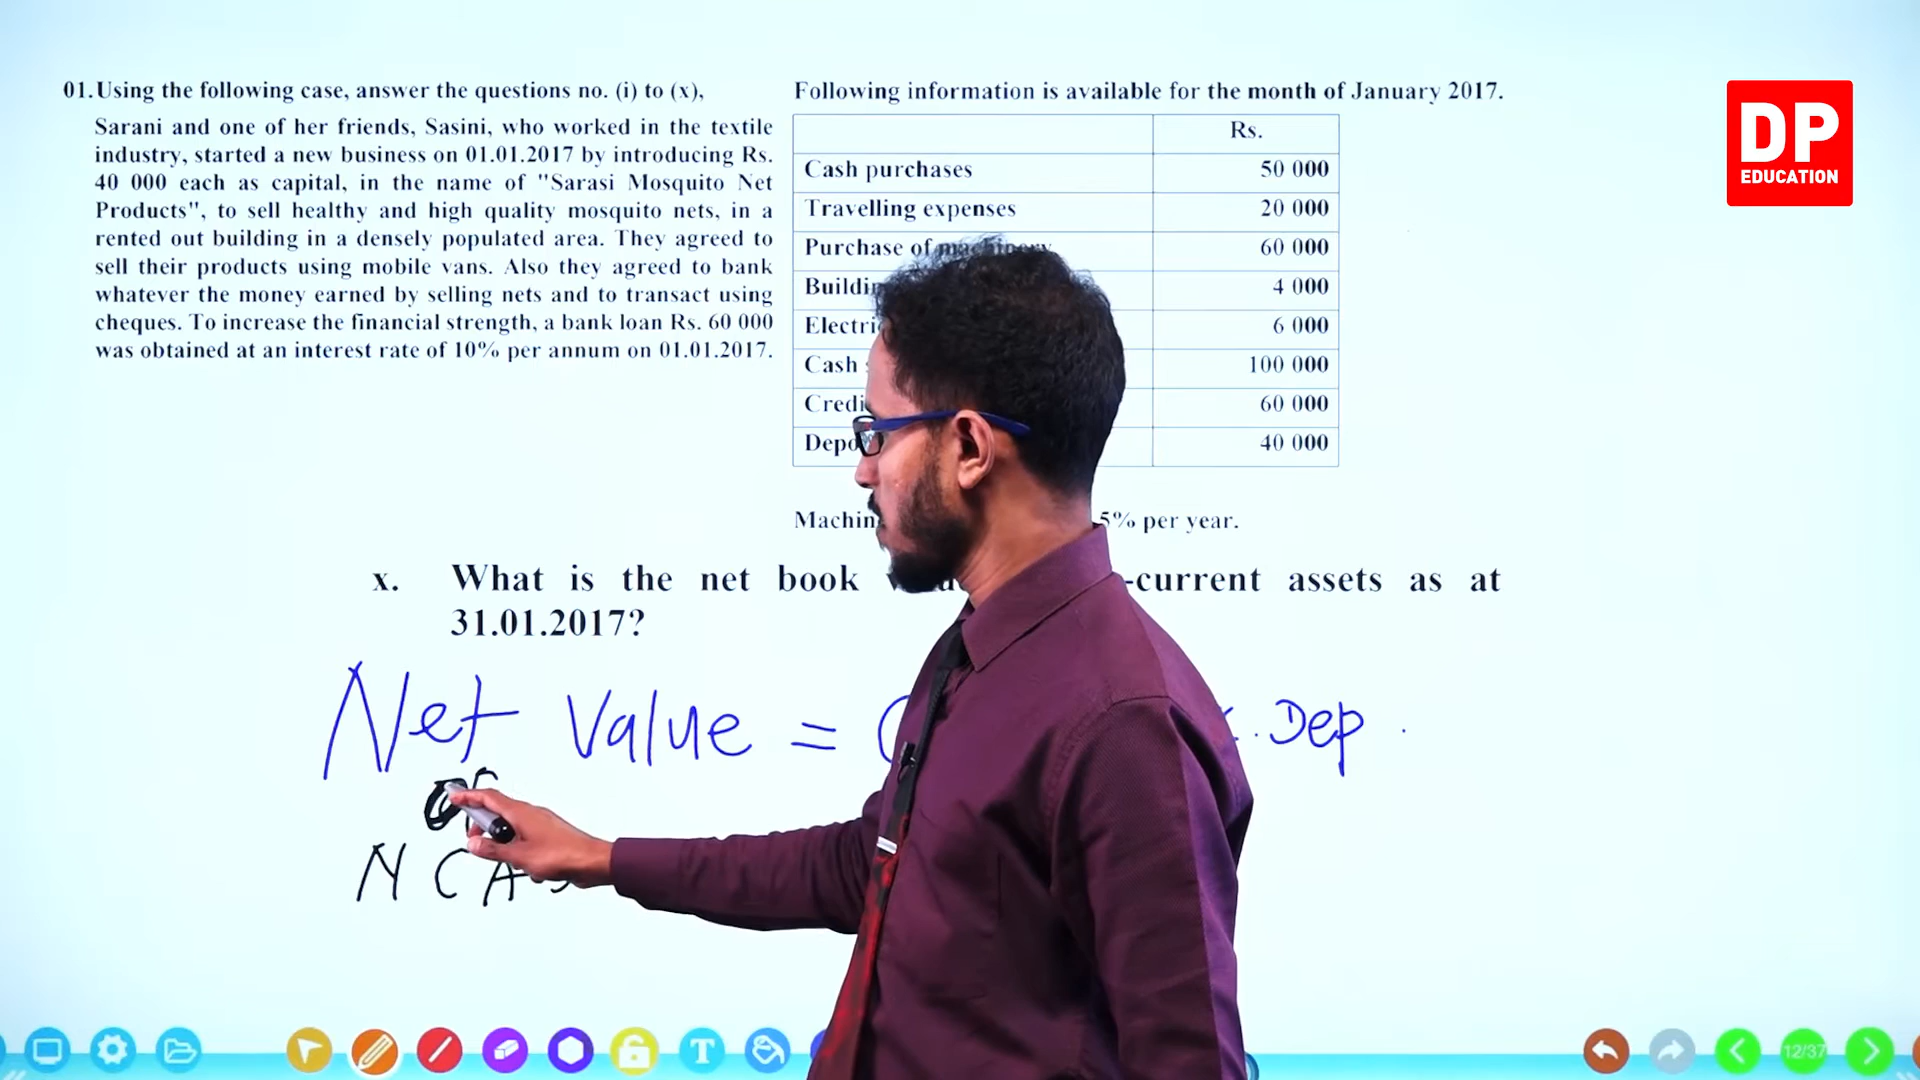 01. Using the following case, answer the questions no. (i) to (x),
Sarani and one of her friends, Sasini, who worked in the textile
industry, started a new business on 01.01.2017 by introducing Rs.
40 000 each as capital, in the name of "Sarasi Mosquito Net
Products", to sell healthy and high quality mosquito nets, in a
rented out building in a densely populated area. They agreed to
sell their products using mobile vans. Also they agreed to bank
whatever the money earned by selling nets and to transact using
cheques. To increase the financial strength, a bank loan Rs. 60 000
was obtained at an interest rate of 10% per annum on 01.01.2017.
Following information is available for the month of January 2017.
Rs.
Cash purchases 50 000
Travelling expenses 20 000
Purchase of machinery 60 000
4 000
6 000
Cash 100 000
60 000
40 000
5% per year.
x. What is the net book -current assets as at
31.01.2017?
Net Value = . Dep .
of
N C A
DP
EDUCATION
T
12/37